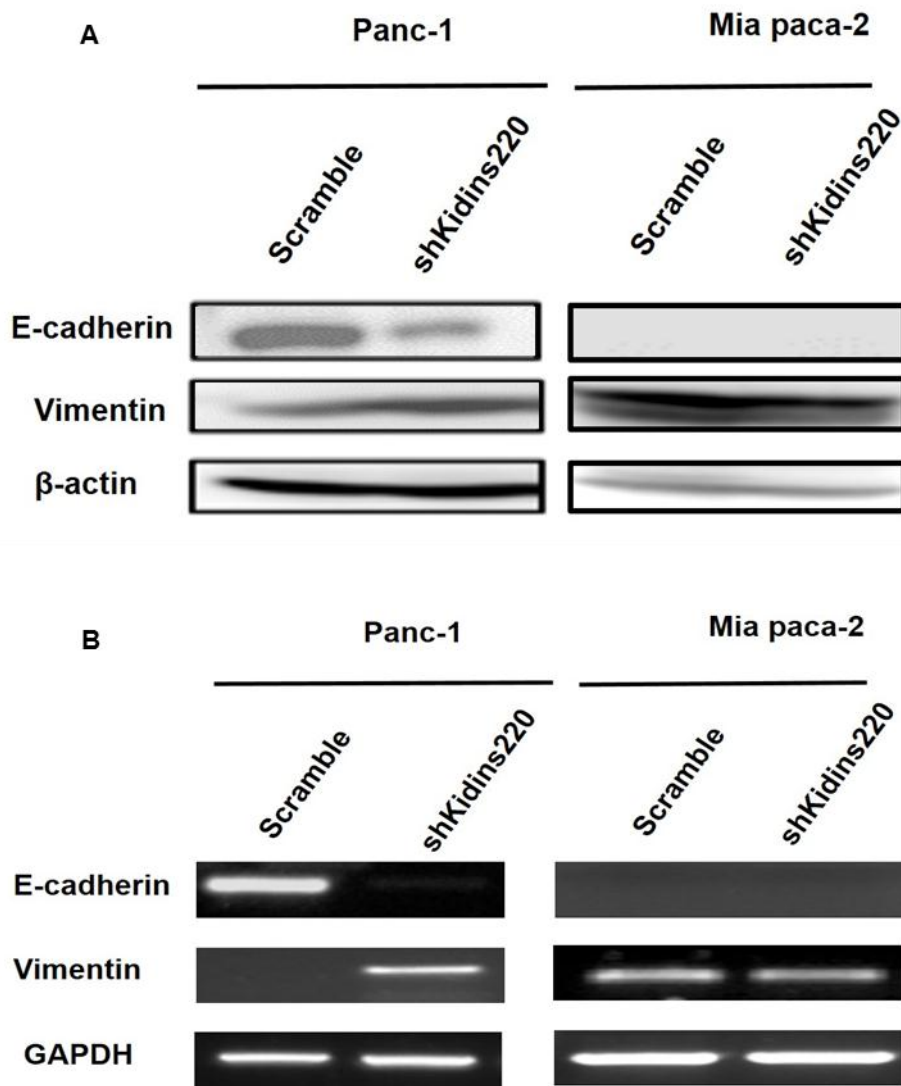 A
Panc-1 Mia paca-2
Scramble shKidins220 Scramble shKidins220
E-cadherin
Vimentin
β-actin
B
Panc-1 Mia paca-2
Scramble shKidins220 Scramble shKidins220
E-cadherin
Vimentin
GAPDH